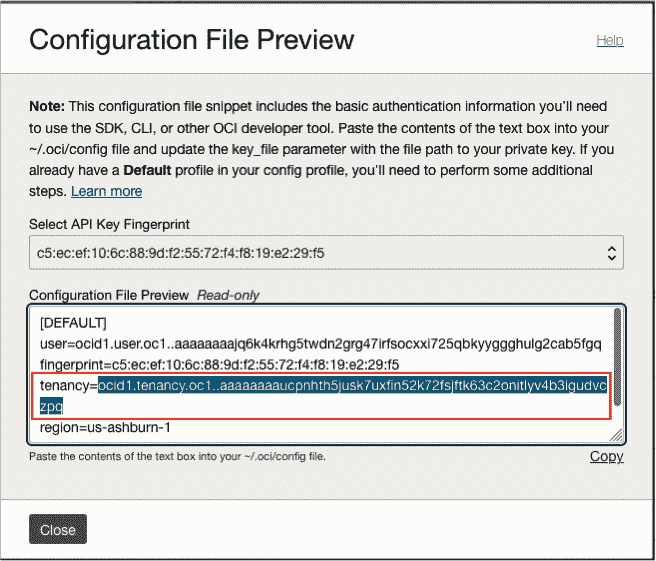 Configuration File Preview
Help
Note: This configuration file snippet includes the basic authentication information you'll need
to use the SDK, CLI, or other OCI developer tool. Paste the contents of the text box into your
~/.oci/config file and update the key_file parameter with the file path to your private key. If you
already have a Default profile in your config profile, you'll need to perform some additional
steps. Learn more
Select API Key Fingerprint
c5:ec:ef:10:6c:88:9d:f2:55:72:f4:f8:19:e2:29:f5
Configuration File Preview Read-only
[DEFAULT]
user=ocid1.user.oc1..aaaaaaaajq6k4krhg5twdn2grg47irfsocxxi725qbkyyggghulg2cab5fgq
fingerprint=c5:ec:ef:10:6c:88:9d:f2:55:72:f4:f8:19:e2:29:f5
tenancy=ocid1.tenancy.oc1..aaaaaaaaucpnhth5jusk7uxfin52k72fsjftk63c2onitlyv4b3igudvc
zpq
region=us-ashburn-1
Paste the contents of the text box into your ~/.oci/config file.
Copy
Close